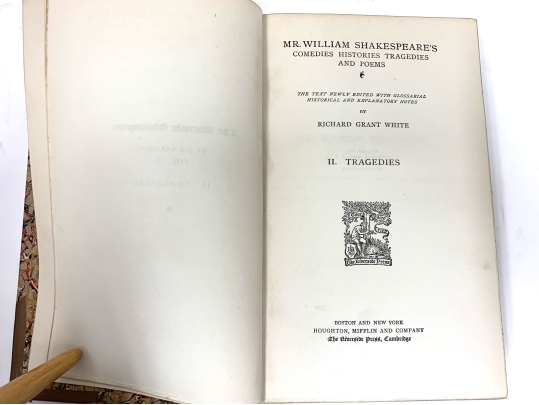 MR. WILLIAM SHAKESPEARE'S
COMEDIES HISTORIES TRAGEDIES
AND POEMS
THE TEXT NEWLY EDITED WITH GLOSSARIAL
HISTORICAL AND EXPLANATORY NOTES
BY
RICHARD GRANT WHITE
II. TRAGEDIES
The Riverside Press
BOSTON AND NEW YORK
HOUGHTON, MIFFLIN AND COMPANY
The Riverside Press, Cambridge